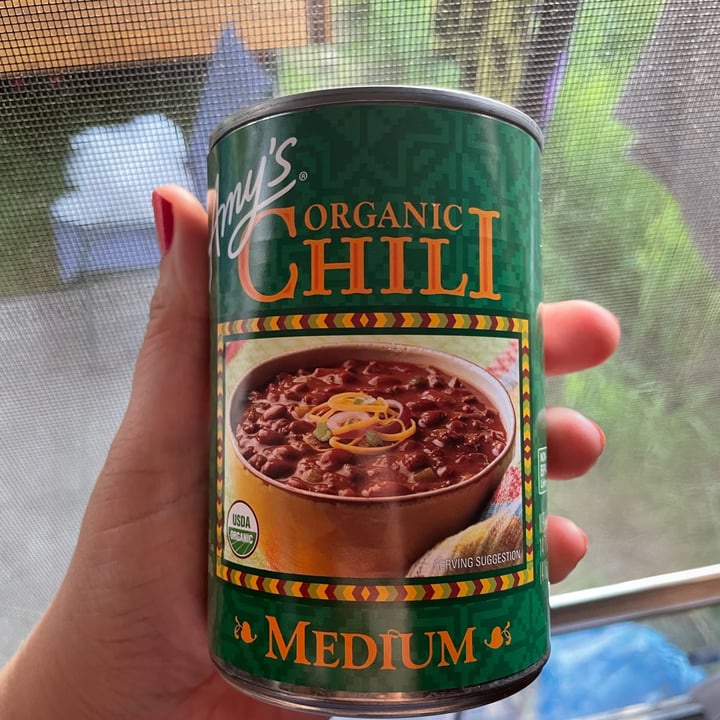 Amy's®
ORGANIC
CHILI
USDA
ORGANIC
SERVING SUGGESTION
MEDIUM